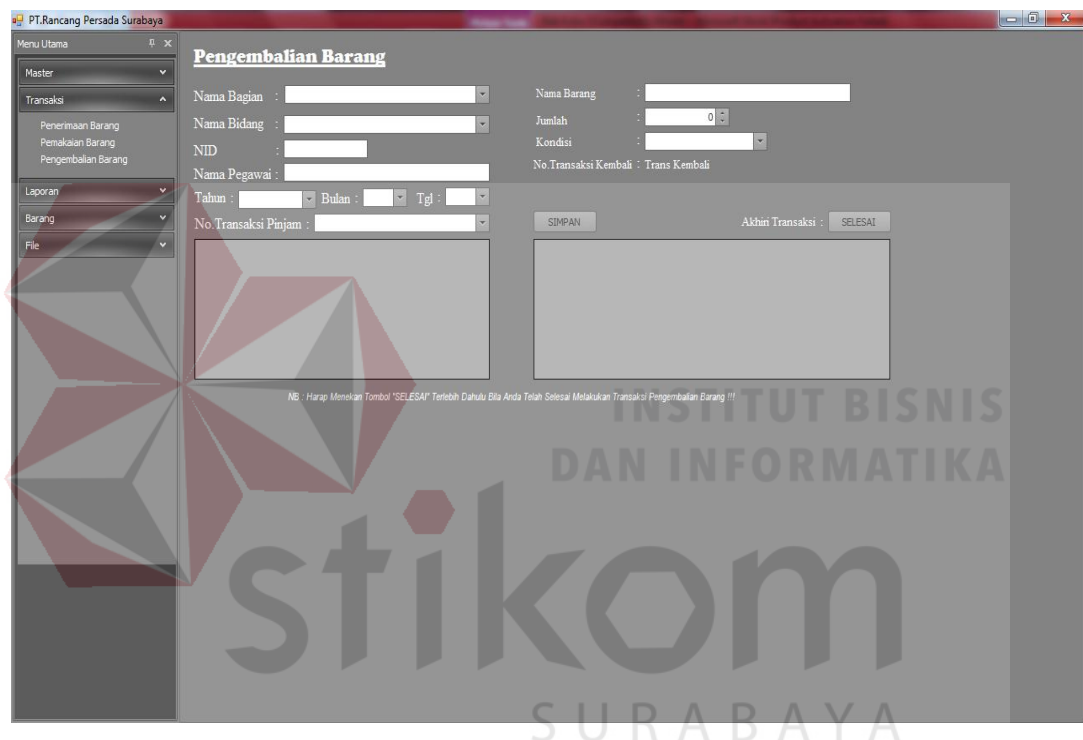 PT.Rancang Persada Surabaya
Menu Utama
Master
Transaksi
Penerimaan Barang
Pemakaian Barang
Pengembalian Barang
Laporan
Barang
File
Pengembalian Barang
Nama Bagian :
Nama Bidang :
NID :
Nama Pegawai :
Tahun : Bulan : Tgl :
No.Transaksi Pinjam :
Nama Barang :
Jumlah : 0
Kondisi :
No.Transaksi Kembali : Trans Kembali
SIMPAN
Akhiri Transaksi : SELESAI
NB : Harap Menekan Tombol "SELESAI" Terlebih Dahulu Bila Anda Telah Selesai Melakukan Transaksi Pengembalian Barang !!!
INSTITUT BISNIS
DAN INFORMATIKA
stikom
SURABAYA